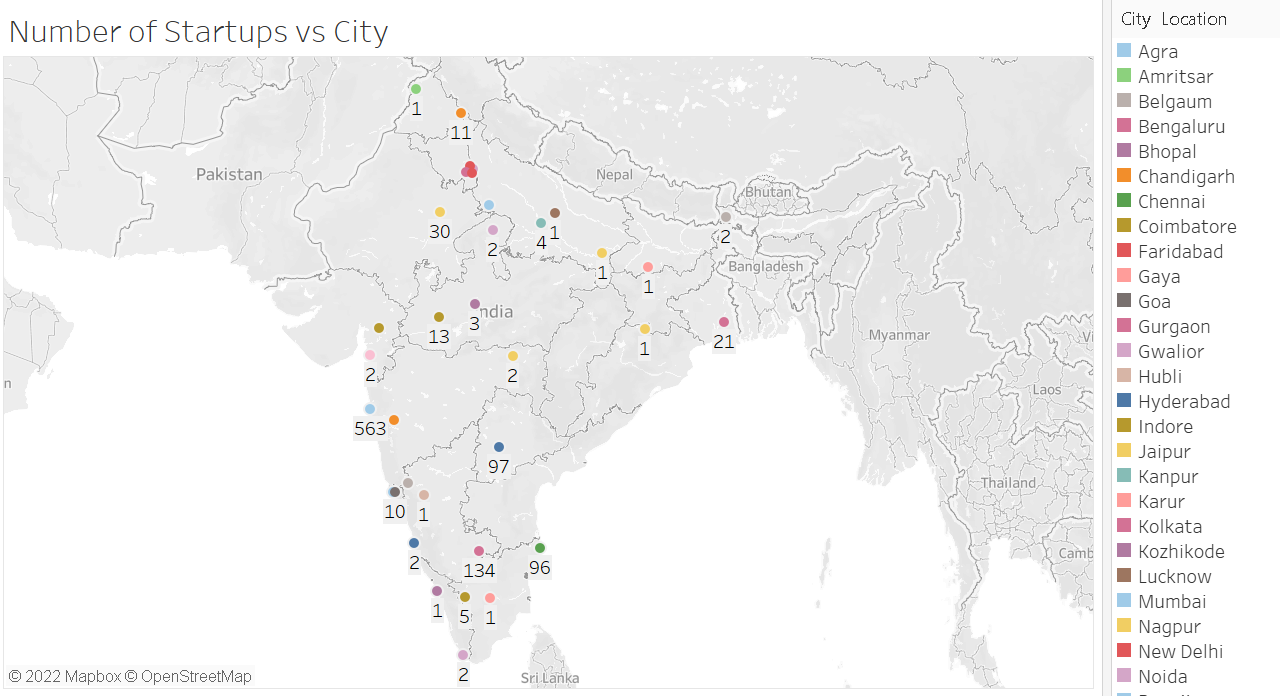 Number of Startups vs City
City Location
Agra
Amritsar
Belgaum
Bengaluru
Bhopal
Chandigarh
Chennai
Coimbatore
Faridabad
Gaya
Goa
Gurgaon
Gwalior
Hubli
Hyderabad
Indore
Jaipur
Kanpur
Karur
Kolkata
Kozhikode
Lucknow
Mumbai
Nagpur
New Delhi
Noida
1
11
Pakistan
Nepal
Bhutan
30
2
4
1
2
1
1
Bangladesh
3
ndia
13
1
21
Myanmar
2
2
Laos
563
97
Thailand
10
1
2
134
96
Camb
1
5
1
2
Sri Lanka
© 2022 Mapbox © OpenStreetMap